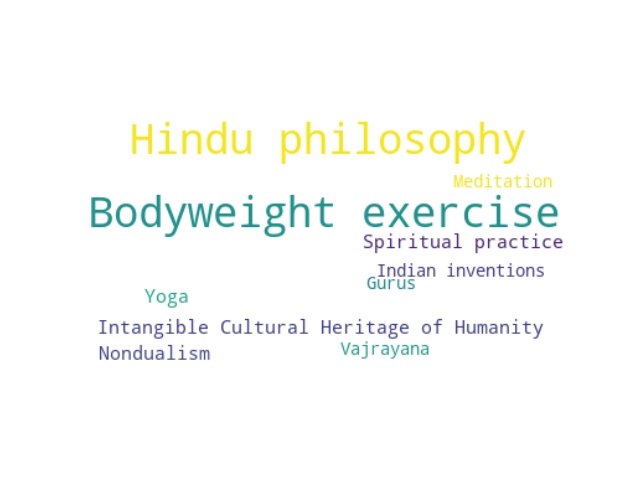 Hindu philosophy
Meditation
Bodyweight exercise
Spiritual practice
Indian inventions
Gurus
Yoga
Intangible Cultural Heritage of Humanity
Vajrayana
Nondualism